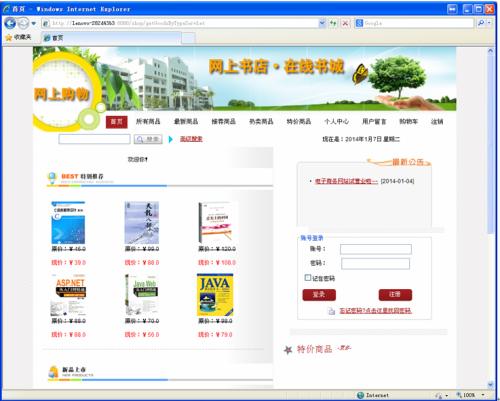 首页 - Windows Internet Explorer
Google
收藏夹
首页
网上书店·在线书城
网上购物
首页 所有商品 最新商品 推荐商品 热卖商品 特价商品 个人中心 用户留言 购物车 注销
搜索 高级搜索
现在是：2014年1月7日 星期二
欢迎你!
最新公告
BEST 特别推荐
电子商务网站试营业啦~~ [2014-01-04]
天龙八部
原价：￥45.0 原价：￥99.0 原价：￥120.0
现价：￥39.0 现价：￥88.0 现价：￥108.0
账号登录
账号：
密码：
记住密码
登录 注册
忘记密码?点击这里找回密码。
ASP.NET
Java Web
JAVA
原价：￥88.0 原价：￥70.0 原价：￥98.0
现价：￥68.0 现价：￥56.0 现价：￥79.0
特价商品
新品上市
NEW PRODUCTS
Internet
100%